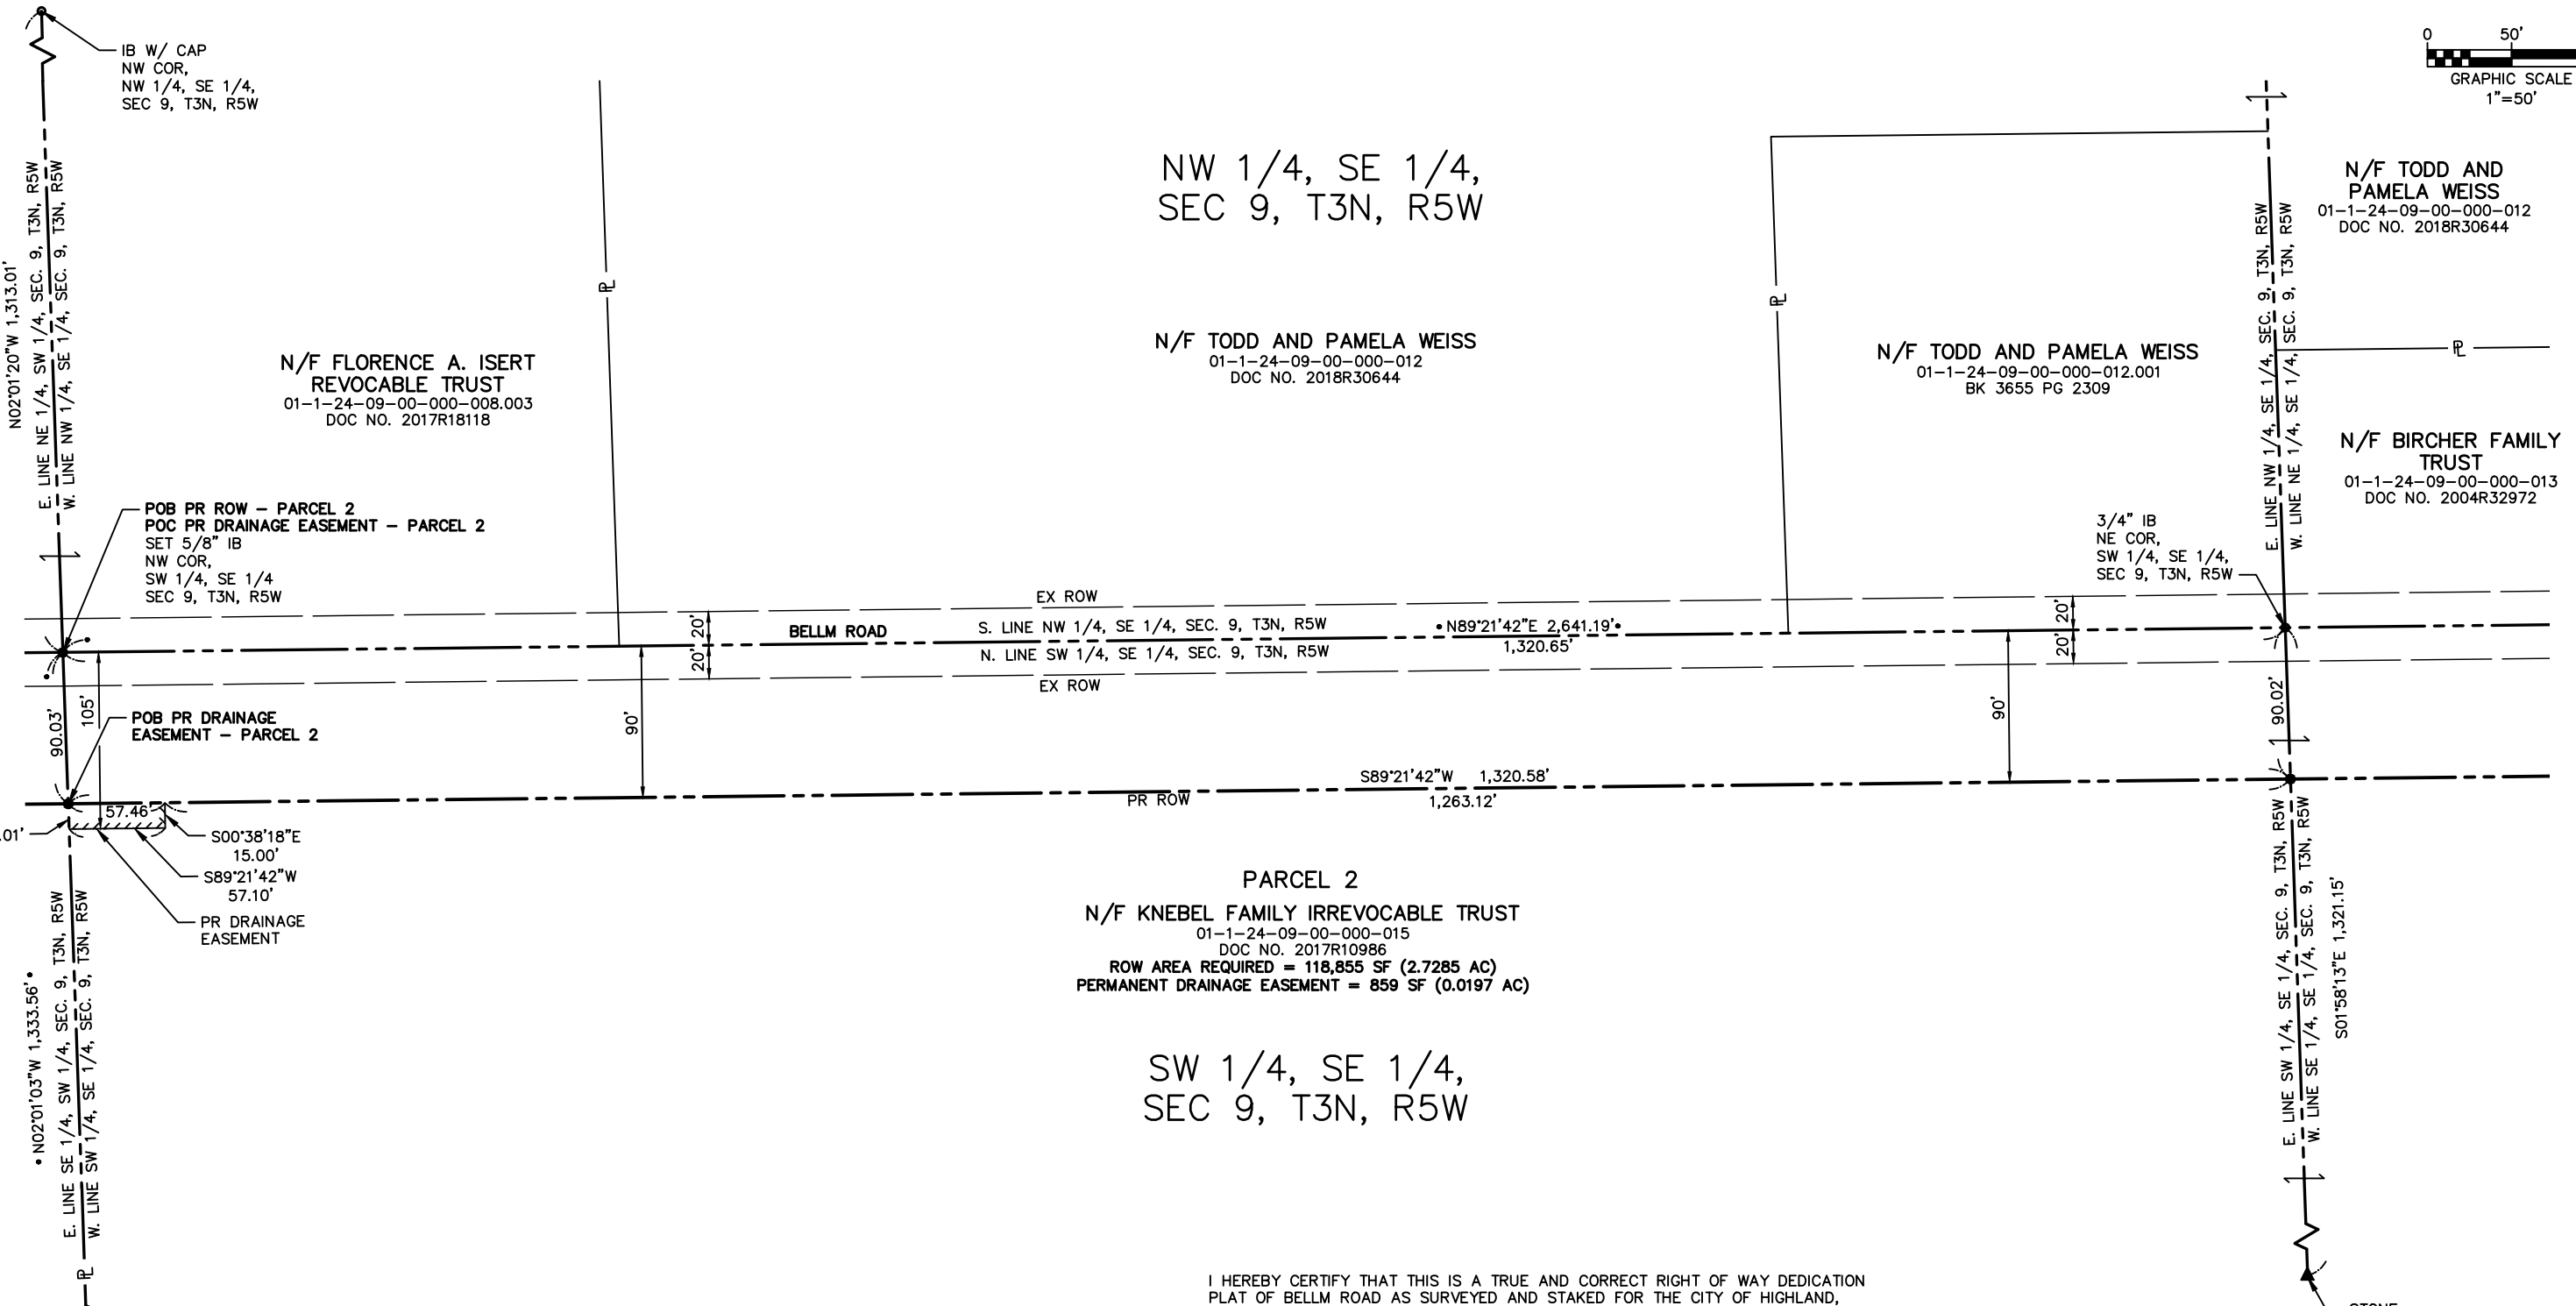 IB W/ CAP
NW COR,
NW 1/4, SE 1/4,
SEC 9, T3N, R5W
0 50'
GRAPHIC SCALE
1"=50'
NW 1/4, SE 1/4,
SEC 9, T3N, R5W
N/F TODD AND
PAMELA WEISS
01-1-24-09-00-000-012
DOC NO. 2018R30644
N02°01'20"W 1,313.01'
E. LINE NE 1/4, SW 1/4, SEC. 9, T3N, R5W
W. LINE NW 1/4, SE 1/4, SEC. 9, T3N, R5W
PL
PL
E. LINE NW 1/4, SE 1/4, SEC. 9, T3N, R5W
W. LINE NE 1/4, SE 1/4, SEC. 9, T3N, R5W
PL
N/F FLORENCE A. ISERT
REVOCABLE TRUST
01-1-24-09-00-000-008.003
DOC NO. 2017R18118
N/F TODD AND PAMELA WEISS
01-1-24-09-00-000-012
DOC NO. 2018R30644
N/F TODD AND PAMELA WEISS
01-1-24-09-00-000-012.001
BK 3655 PG 2309
N/F BIRCHER FAMILY
TRUST
01-1-24-09-00-000-013
DOC NO. 2004R32972
POB PR ROW - PARCEL 2
POC PR DRAINAGE EASEMENT - PARCEL 2
SET 5/8" IB
NW COR,
SW 1/4, SE 1/4
SEC 9, T3N, R5W
3/4" IB
NE COR,
SW 1/4, SE 1/4,
SEC 9, T3N, R5W
EX ROW
20'
20'
BELLM ROAD
S. LINE NW 1/4, SE 1/4, SEC. 9, T3N, R5W
N. LINE SW 1/4, SE 1/4, SEC. 9, T3N, R5W
•N89°21'42"E 2,641.19'•
1,320.65'
20'
20'
EX ROW
90.03'
105'
POB PR DRAINAGE
EASEMENT - PARCEL 2
90'
90'
90.02'
S89°21'42"W 1,320.58'
PR ROW
1,263.12'
57.46'
.01'
S00°38'18"E
15.00'
S89°21'42"W
57.10'
PR DRAINAGE
EASEMENT
PARCEL 2
N/F KNEBEL FAMILY IRREVOCABLE TRUST
01-1-24-09-00-000-015
DOC NO. 2017R10986
ROW AREA REQUIRED = 118,855 SF (2.7285 AC)
PERMANENT DRAINAGE EASEMENT = 859 SF (0.0197 AC)
•N02°01'03"W 1,333.56'•
E. LINE SE 1/4, SW 1/4, SEC. 9, T3N, R5W
W. LINE SW 1/4, SE 1/4, SEC. 9, T3N, R5W
PL
E. LINE SW 1/4, SE 1/4, SEC. 9, T3N, R5W
W. LINE SE 1/4, SE 1/4, SEC. 9, T3N, R5W
S01°58'13"E 1,321.15'
SW 1/4, SE 1/4,
SEC 9, T3N, R5W
I HEREBY CERTIFY THAT THIS IS A TRUE AND CORRECT RIGHT OF WAY DEDICATION
PLAT OF BELLM ROAD AS SURVEYED AND STAKED FOR THE CITY OF HIGHLAND,
STONE